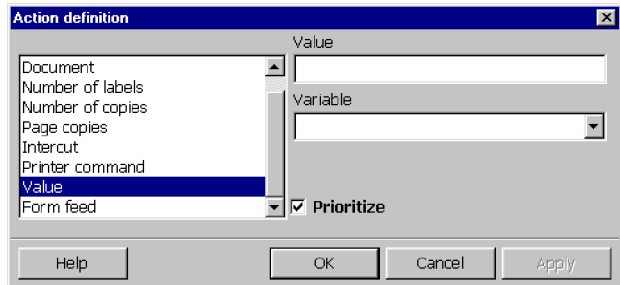 Action definition
Value
Document
Number of labels
Number of copies
Variable
Page copies
Intercut
Printer command
Value
Form feed
Prioritize
Help
OK
Cancel
Apply